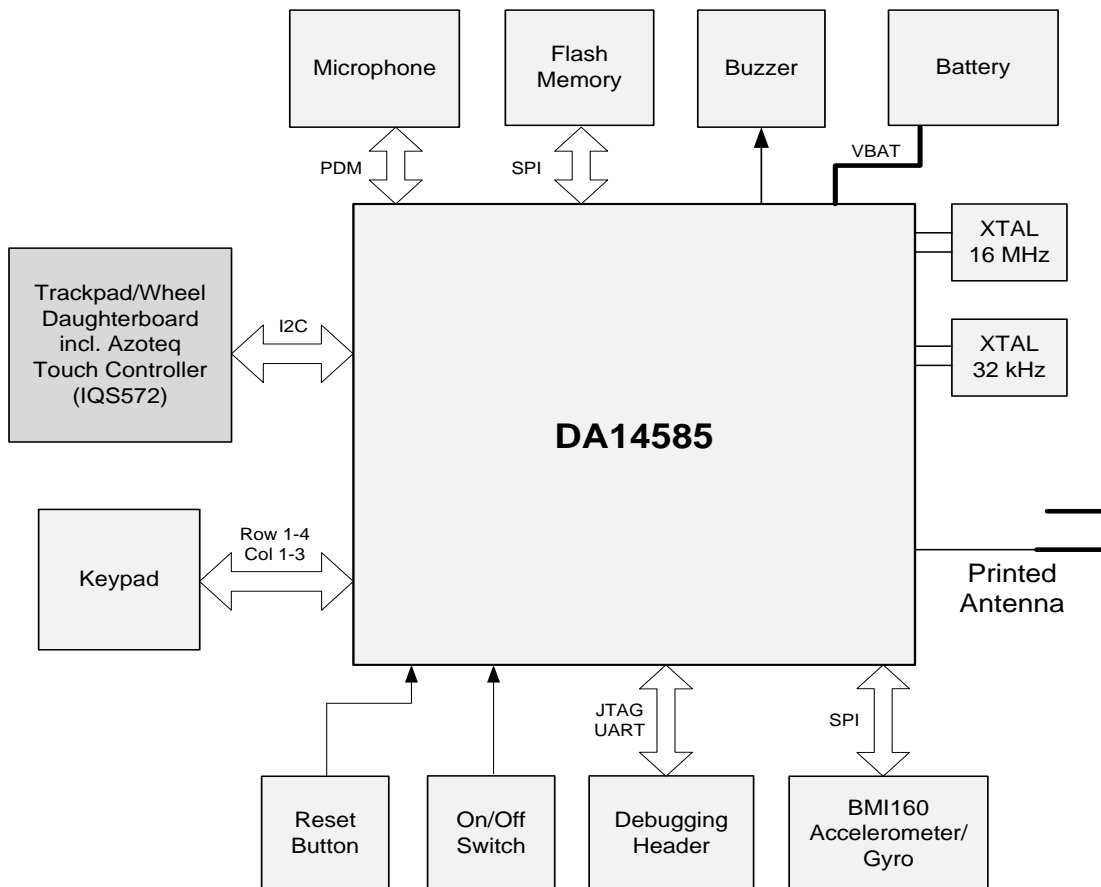 Microphone
Flash
Memory
Buzzer
Battery
PDM
SPI
VBAT
XTAL
16 MHz
Trackpad/Wheel
Daughterboard
incl. Azoteq
Touch Controller
(IQS572)
I2C
XTAL
32 kHz
DA14585
Keypad
Row 1-4
Col 1-3
Printed
Antenna
JTAG
UART
SPI
Reset
Button
On/Off
Switch
Debugging
Header
BMI160
Accelerometer/
Gyro